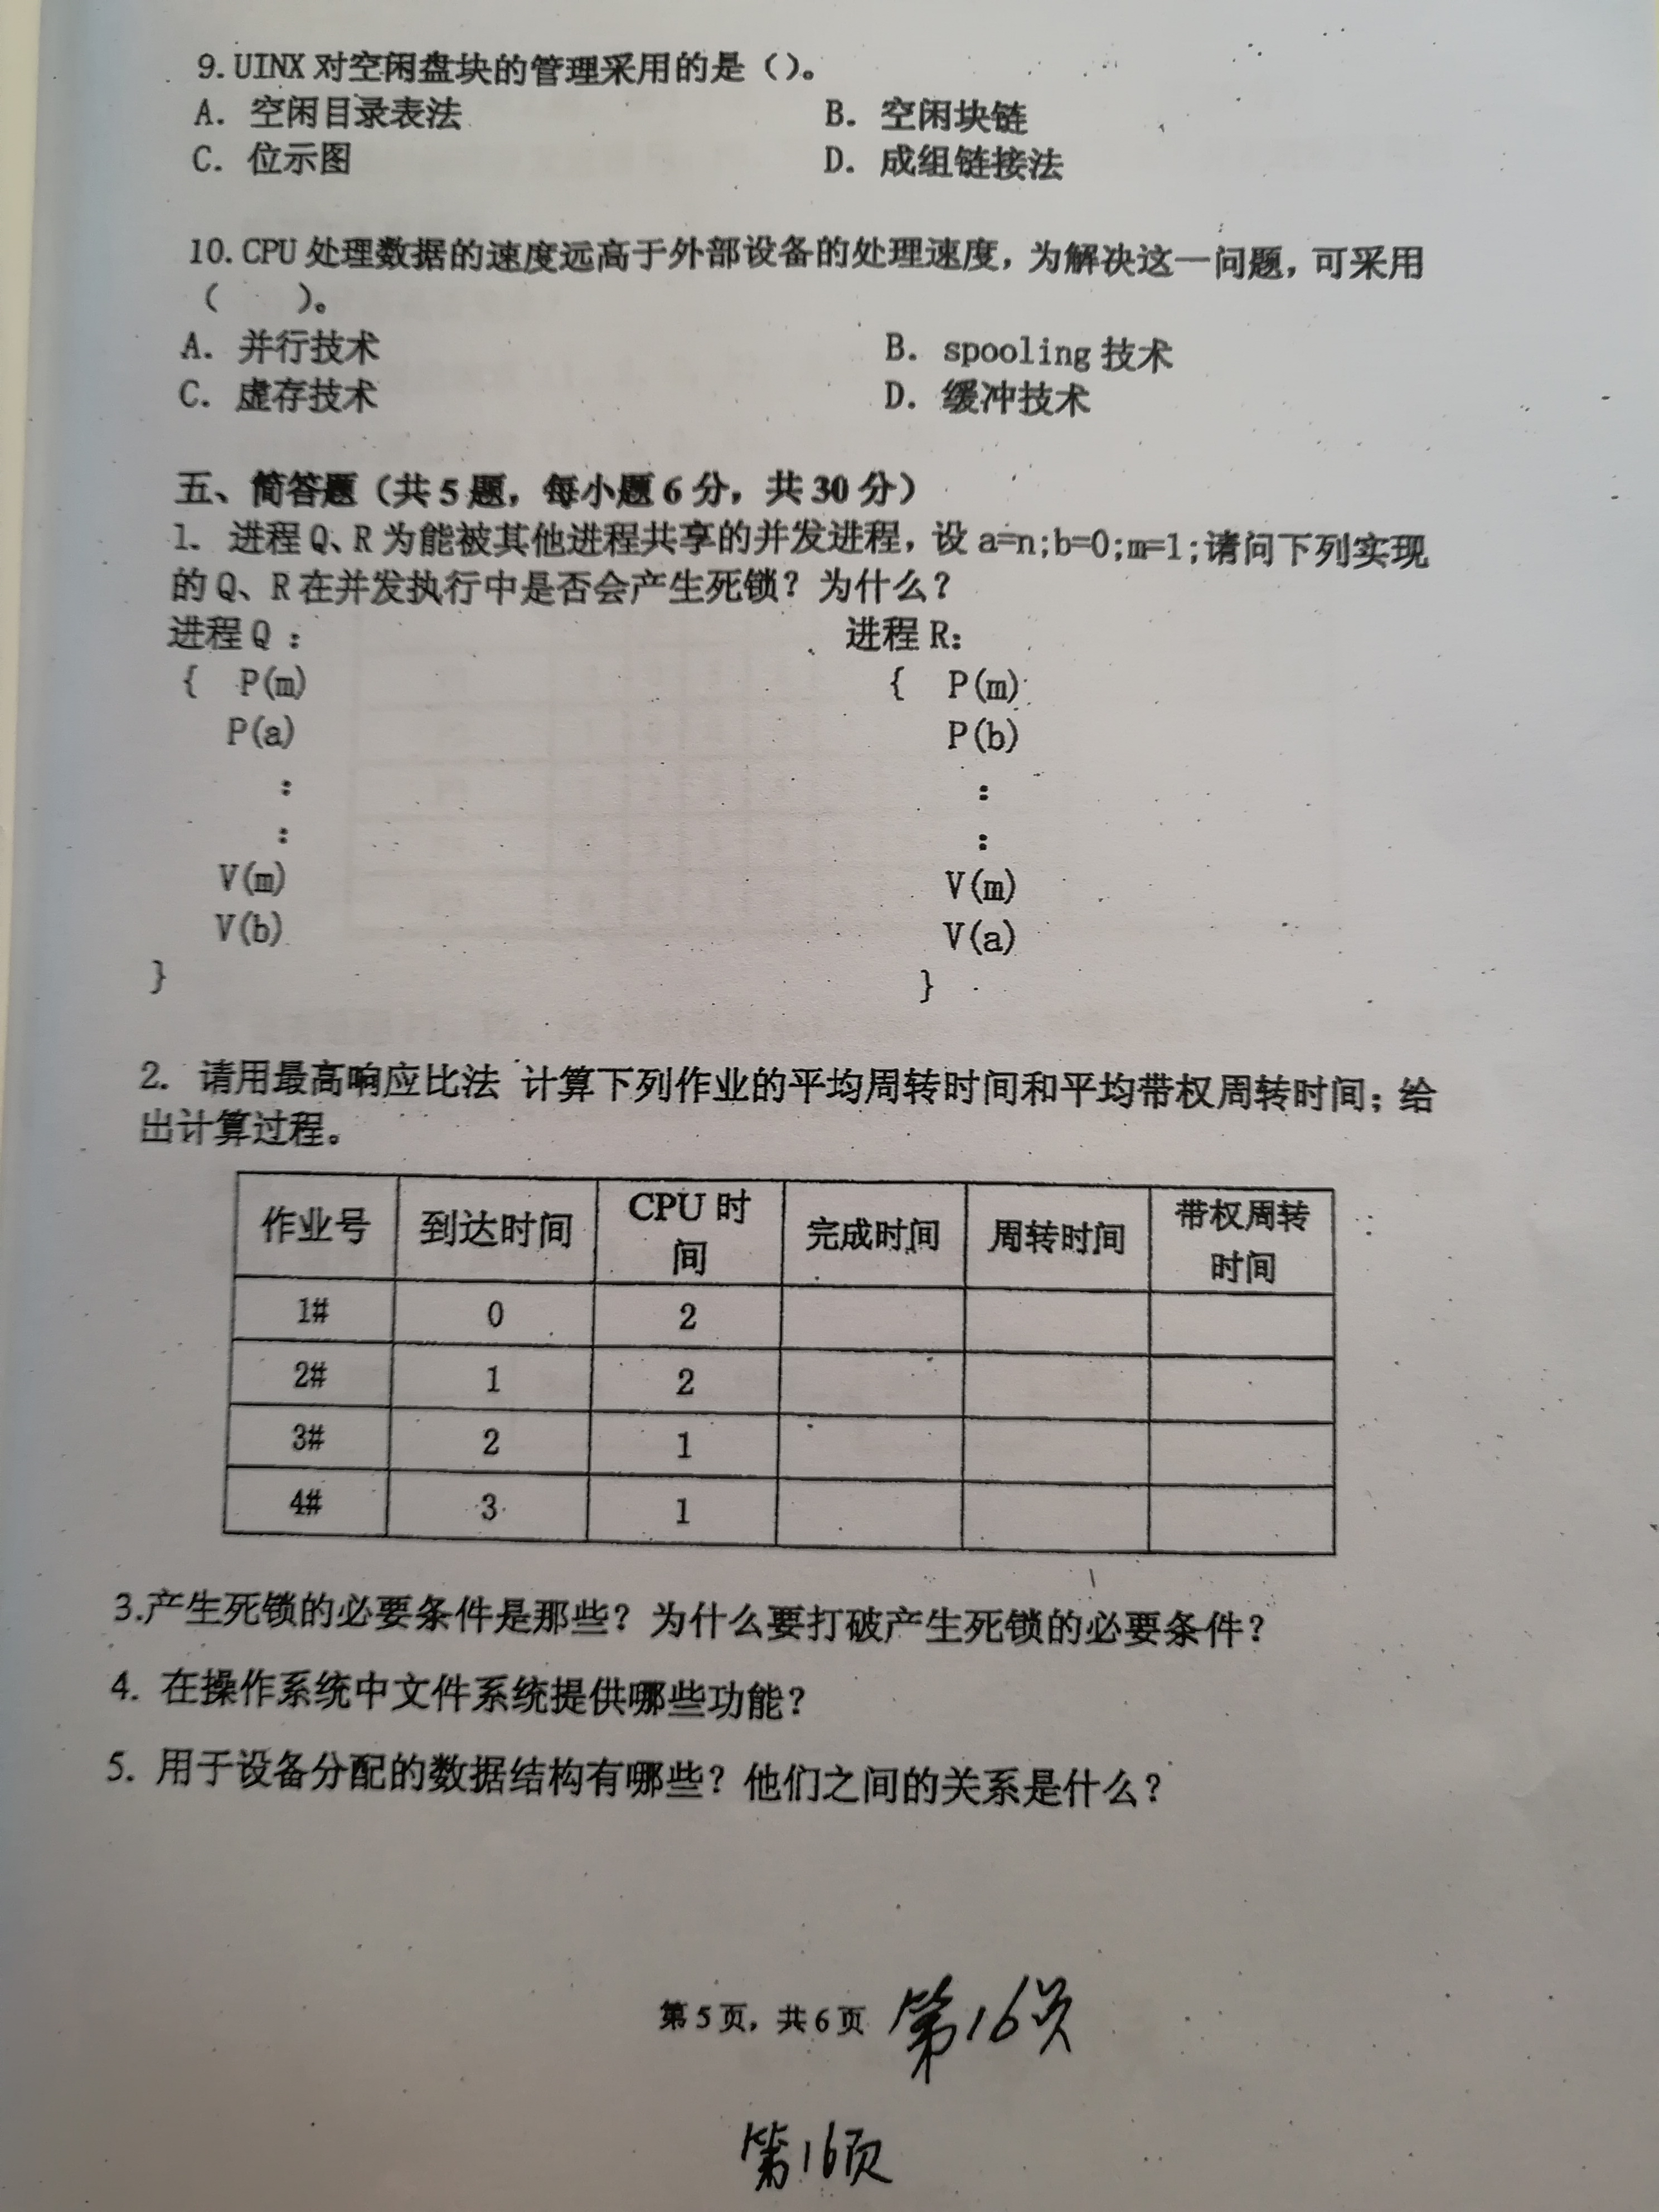 9.UINX 对空闲盘块的管理采用的是（）。
A. 空闲目录表法 B. 空闲块链
C. 位示图 D. 成组链接法
10.CPU 处理数据的速度远高于外部设备的处理速度，为解决这一问题，可采用
（ ）。
A. 并行技术 B. spooling 技术
C. 虚存技术 D. 缓冲技术
五、简答题（共 5 题，每小题 6 分，共 30 分）
1. 进程 Q、R 为能被其他进程共享的并发进程，设 a=n;b=0;m=1;请问下列实现
的 Q、R 在并发执行中是否会产生死锁？为什么？
进程 Q ： 进程 R：
{ P(m) { P(m)
P(a) P(b)
: :
: :
V(m) V(m)
V(b) V(a)
} }
2. 请用最高响应比法 计算下列作业的平均周转时间和平均带权周转时间；给
出计算过程。
作业号 到达时间 CPU 时间 完成时间 周转时间 带权周转时间
1# 0 2
2# 1 2
3# 2 1
4# 3 1
3.产生死锁的必要条件是那些？为什么要打破产生死锁的必要条件？
4. 在操作系统中文件系统提供哪些功能？
5. 用于设备分配的数据结构有哪些？他们之间的关系是什么？
第 5 页，共 6 页 第16页
第16页